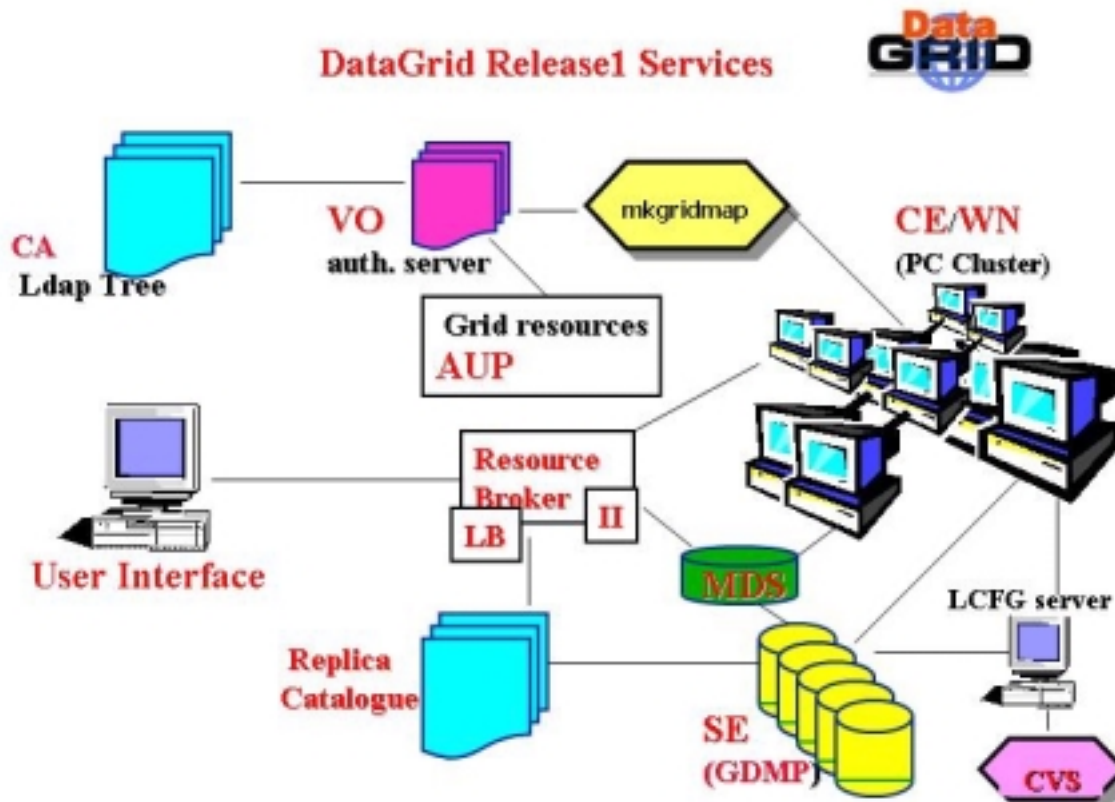 Data
GRID
DataGrid Release1 Services
mkgridmap
VO
auth. server
CA
Ldap Tree
CE/WN
(PC Cluster)
Grid resources
AUP
Resource
Broker
LB
II
User Interface
MDS
LCFG server
Replica
Catalogue
SE
(GDMP)
CVS